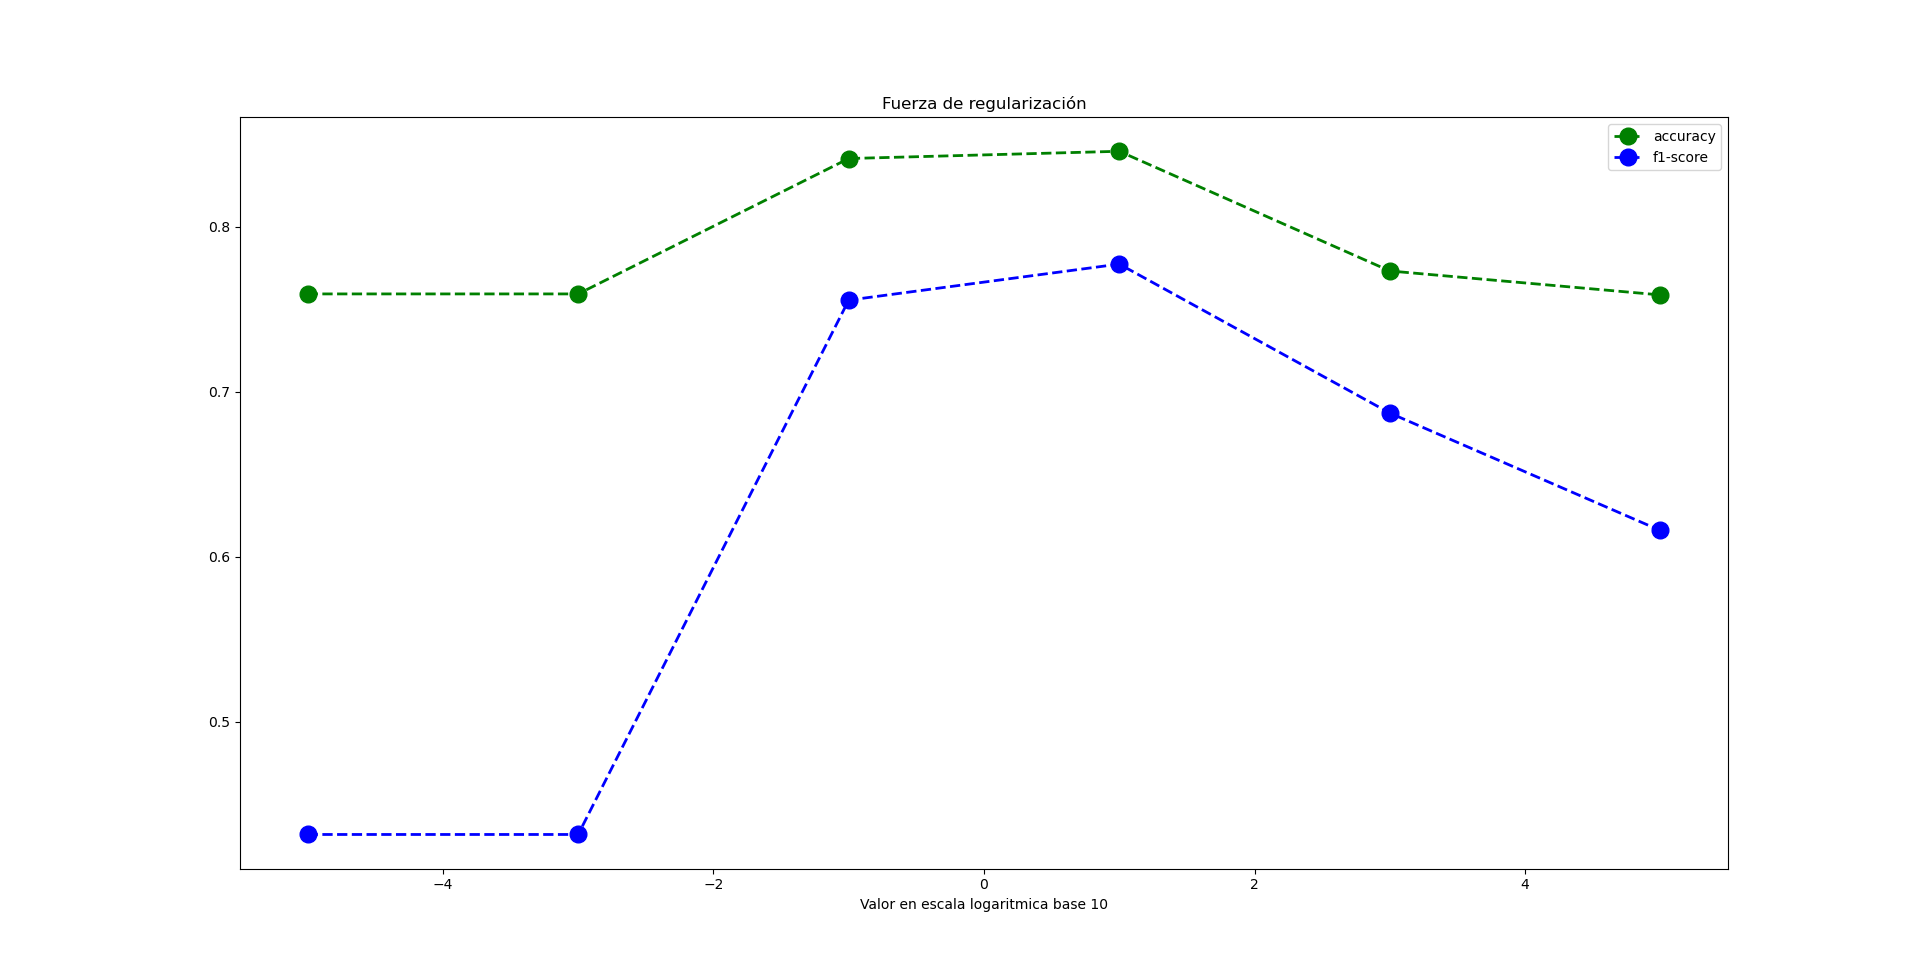 Fuerza de regularización
accuracy
f1-score
0.8
0.7
0.6
0.5
−4
−2
0
2
4
Valor en escala logaritmica base 10